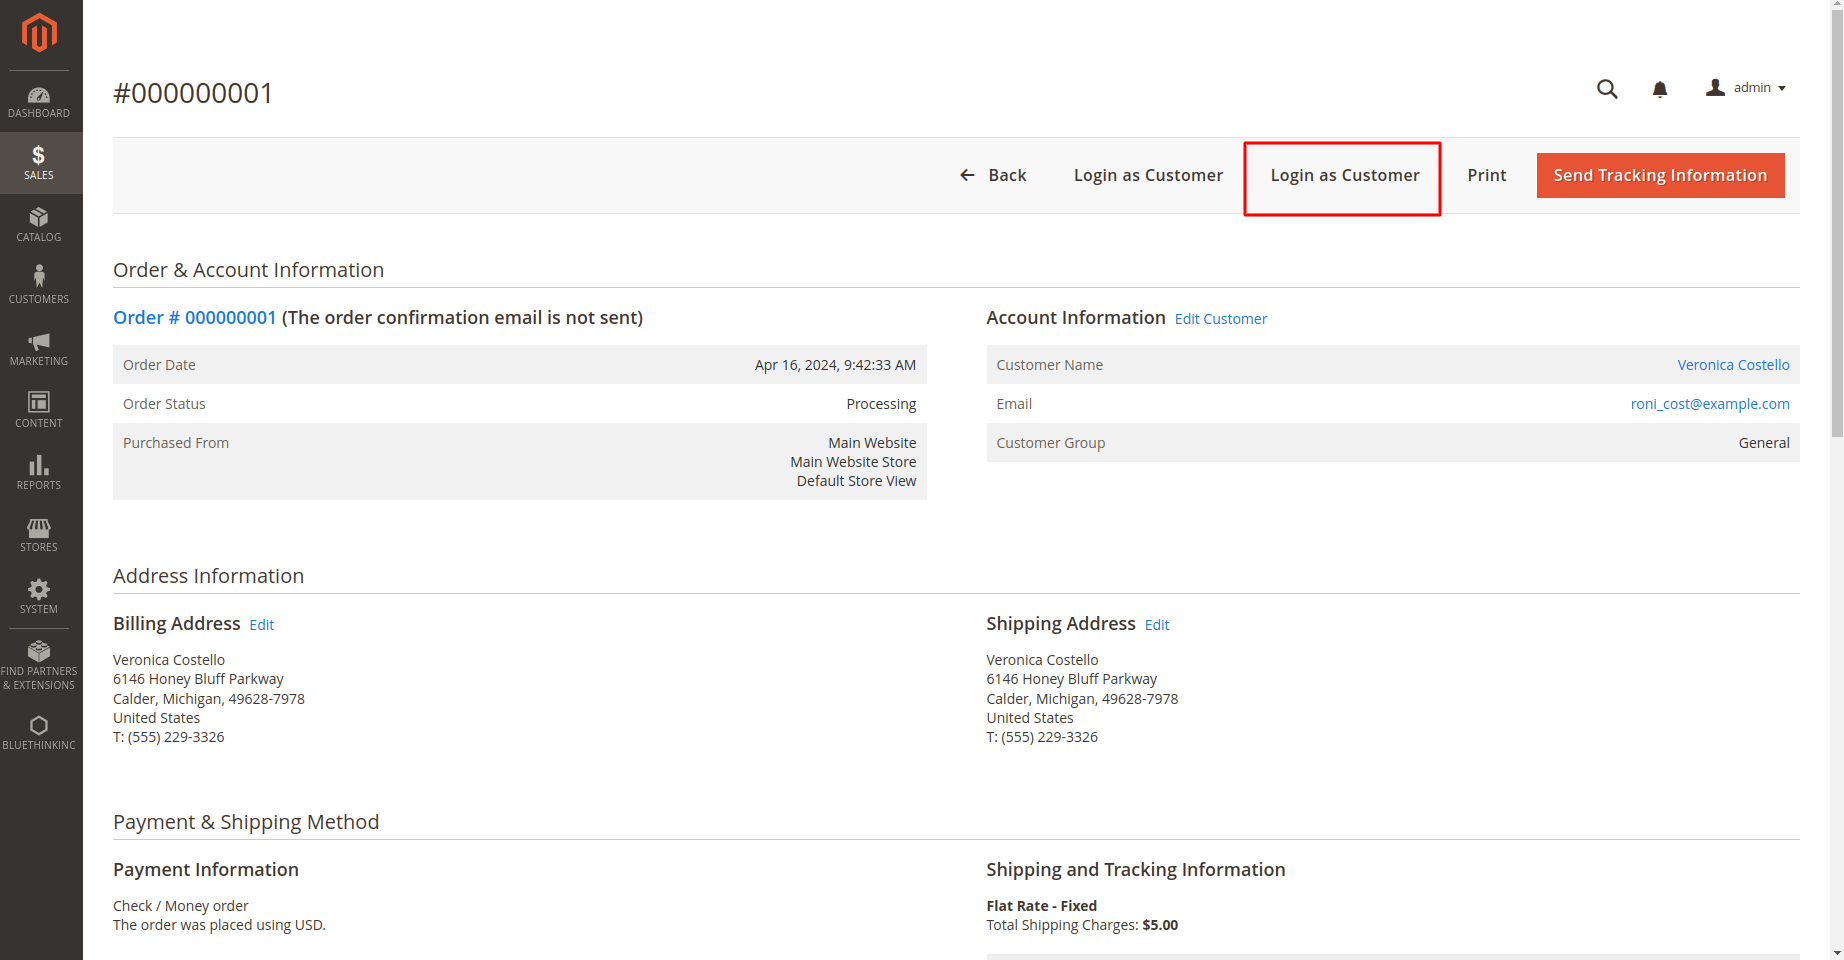 #000000001
admin
Back
Login as Customer
Login as Customer
Print
Send Tracking Information
DASHBOARD
SALES
CATALOG
CUSTOMERS
MARKETING
CONTENT
REPORTS
STORES
SYSTEM
FIND PARTNERS
& EXTENSIONS
BLUETHINKINC
Order & Account Information
Order # 000000001 (The order confirmation email is not sent)
Order Date Apr 16, 2024, 9:42:33 AM
Order Status Processing
Purchased From Main Website
Main Website Store
Default Store View
Account Information Edit Customer
Customer Name Veronica Costello
Email roni_cost@example.com
Customer Group General
Address Information
Billing Address Edit
Veronica Costello
6146 Honey Bluff Parkway
Calder, Michigan, 49628-7978
United States
T: (555) 229-3326
Shipping Address Edit
Veronica Costello
6146 Honey Bluff Parkway
Calder, Michigan, 49628-7978
United States
T: (555) 229-3326
Payment & Shipping Method
Payment Information
Check / Money order
The order was placed using USD.
Shipping and Tracking Information
Flat Rate - Fixed
Total Shipping Charges: $5.00